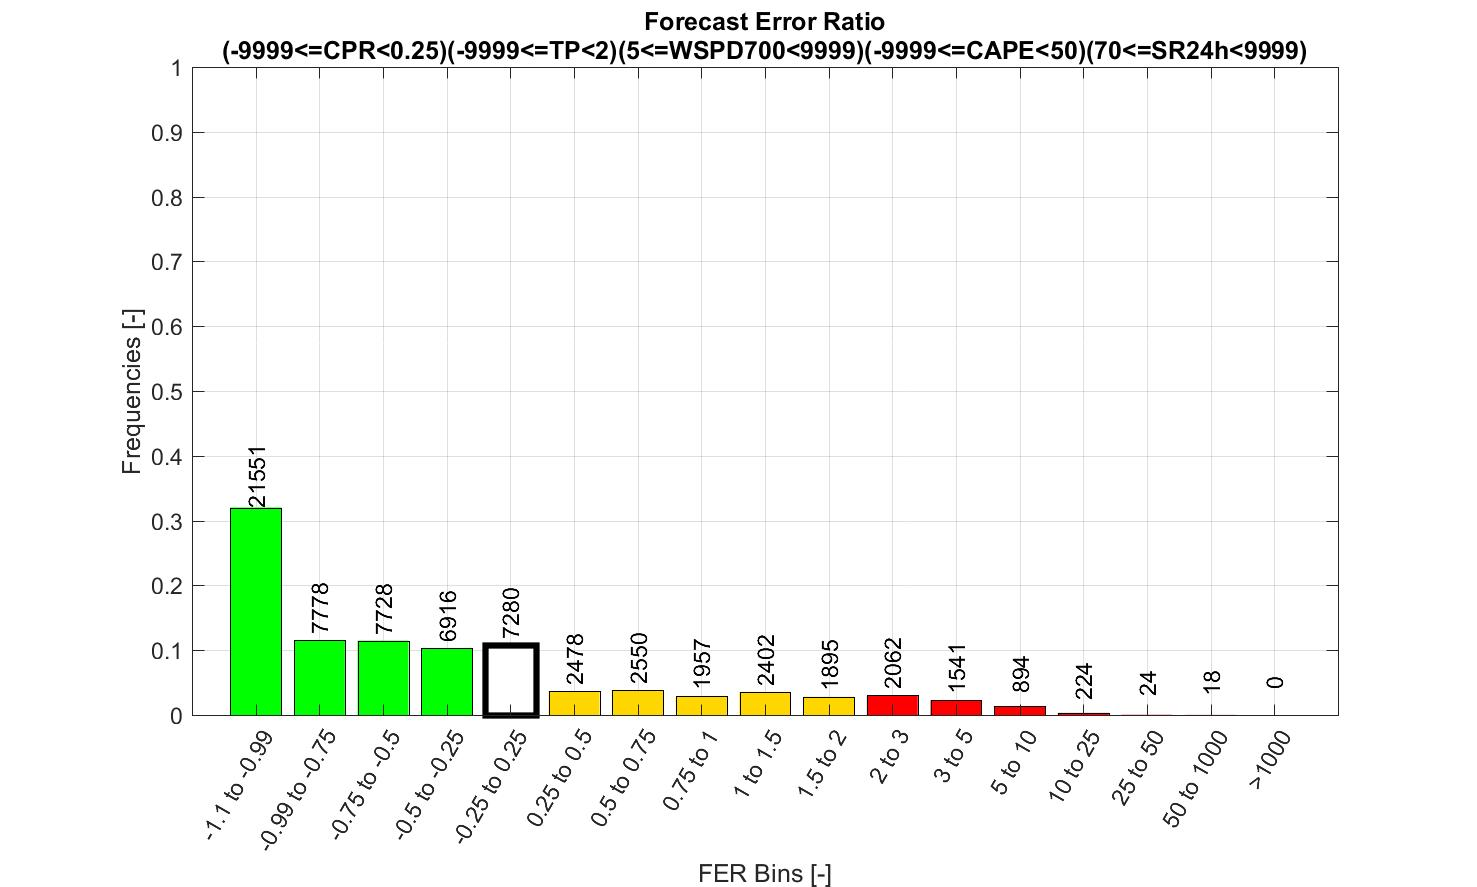 Forecast Error Ratio
(-9999<=CPR<0.25)(-9999<=TP<2)(5<=WSPD700<9999)(-9999<=CAPE<50)(70<=SR24h<9999)
1
0.9
0.8
0.7
0.6
0.5
0.4
0.3
0.2
0.1
0
Frequencies [-]
21551
7778
7728
6916
7280
2478
2550
1957
2402
1895
2062
1541
894
224
24
18
0
-1.1 to -0.99
-0.99 to -0.75
-0.75 to -0.5
-0.5 to -0.25
-0.25 to 0.25
0.25 to 0.5
0.5 to 0.75
0.75 to 1
1 to 1.5
1.5 to 2
2 to 3
3 to 5
5 to 10
10 to 25
25 to 50
50 to 1000
>1000
FER Bins [-]